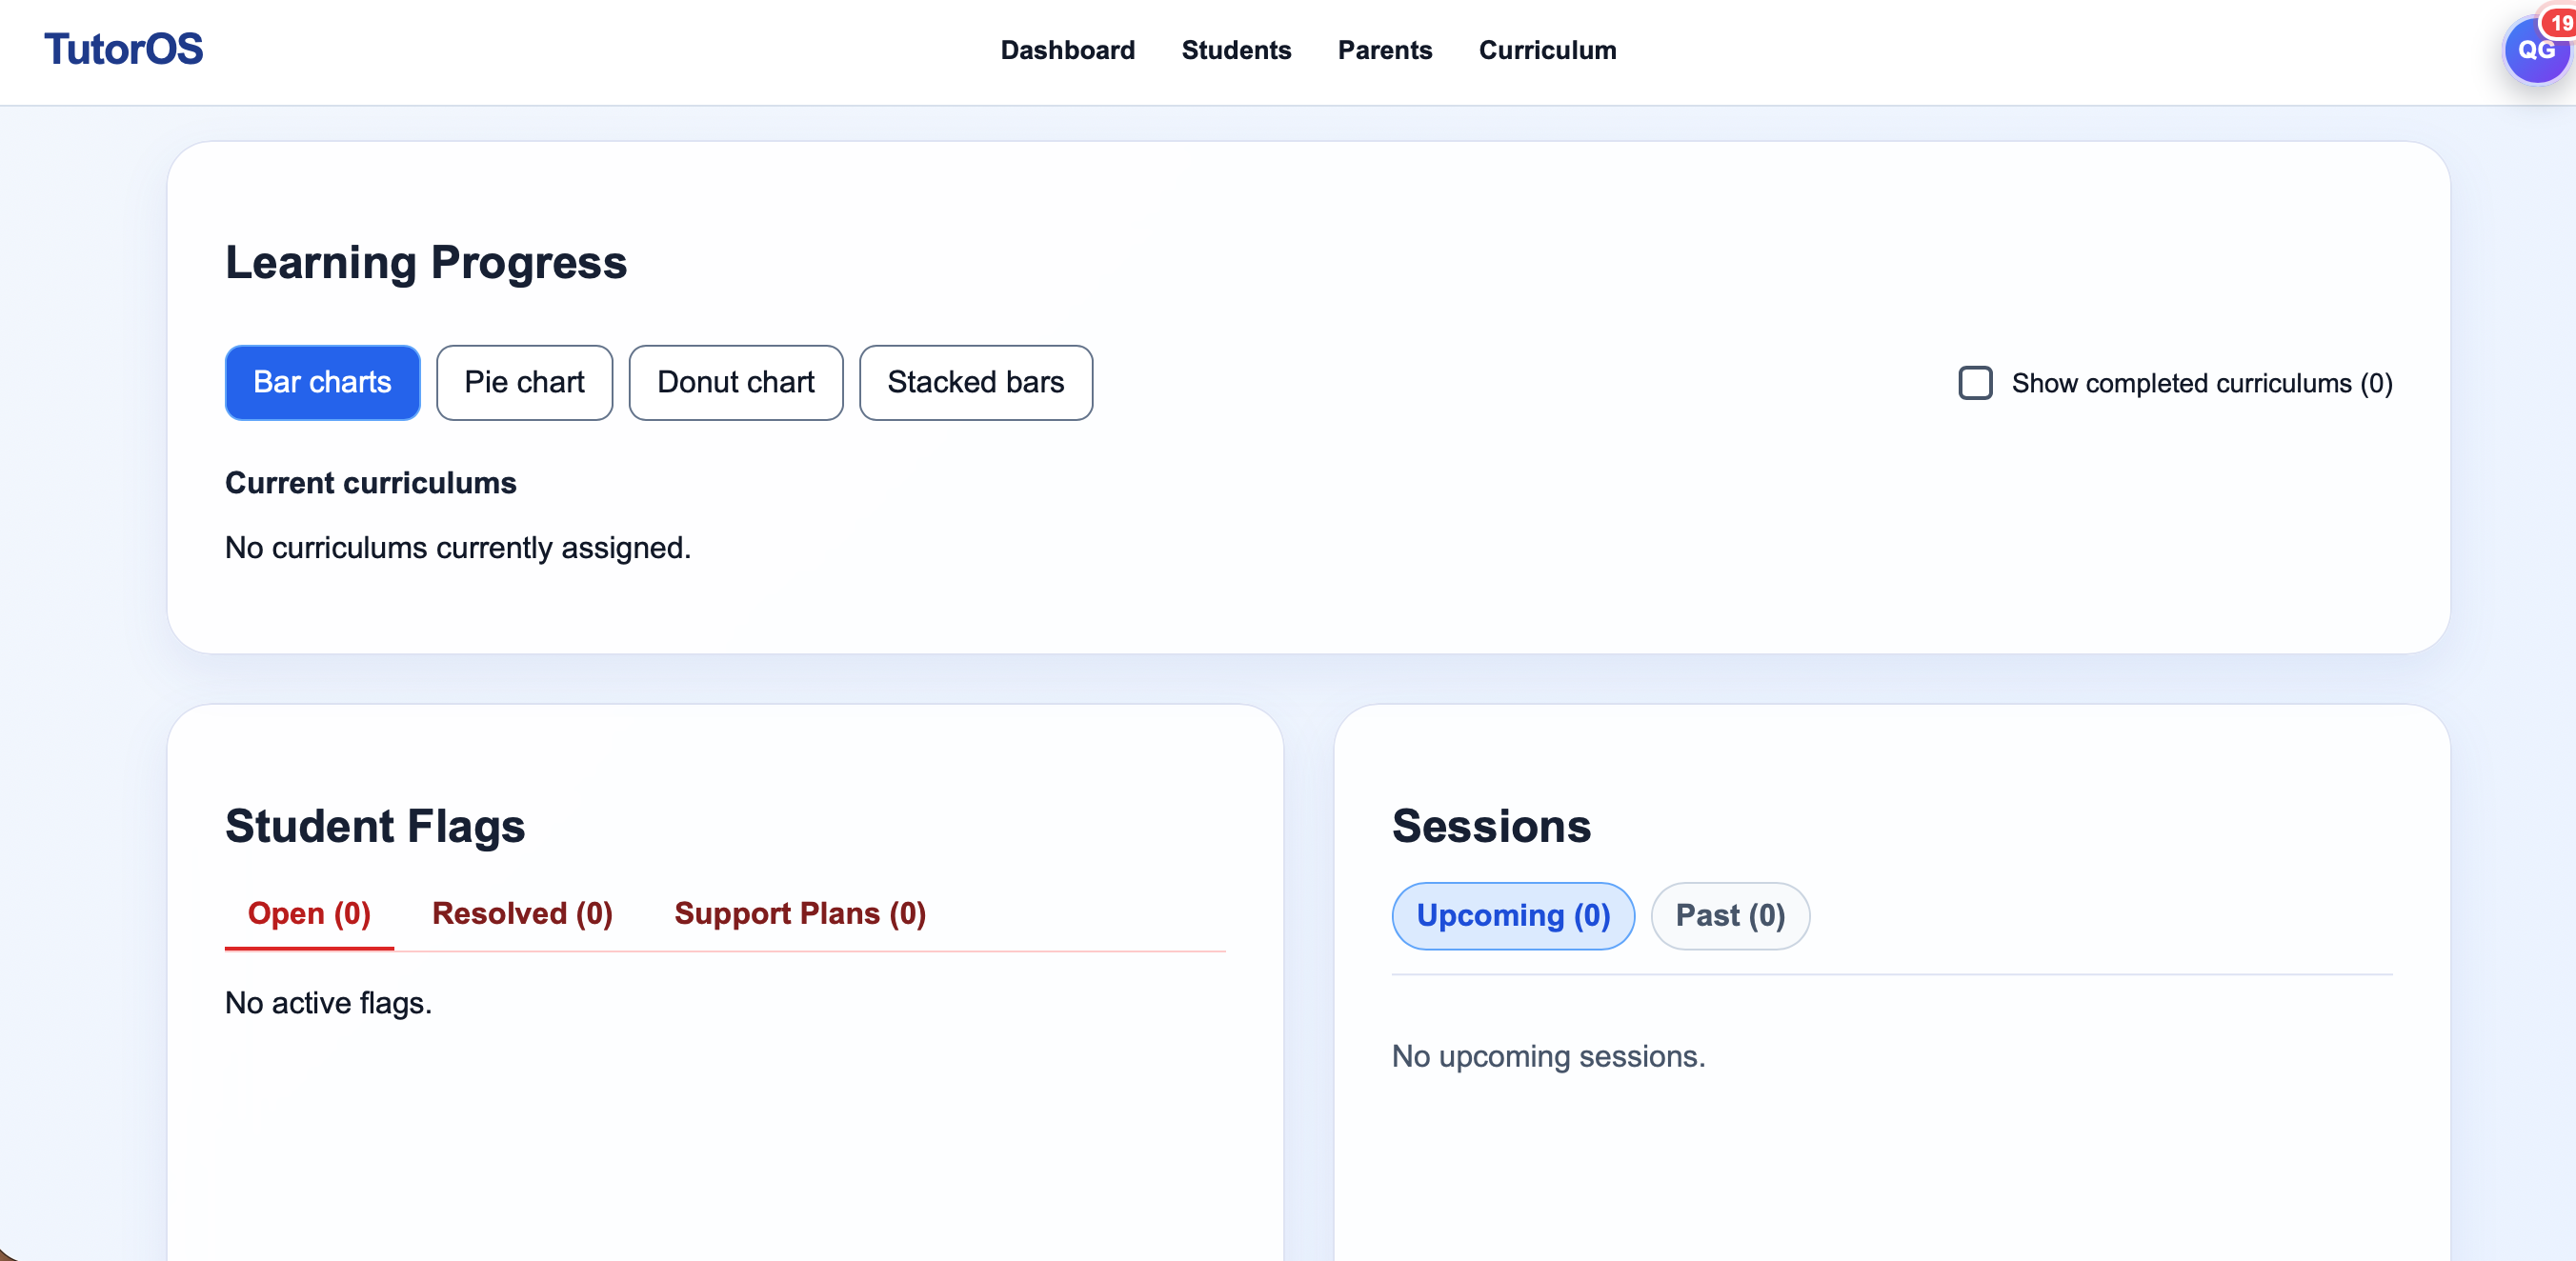 TutorOS
Dashboard Students Parents Curriculum
19
QG
Learning Progress
Bar charts Pie chart Donut chart Stacked bars
Show completed curriculums (0)
Current curriculums
No curriculums currently assigned.
Student Flags
Open (0) Resolved (0) Support Plans (0)
No active flags.
Sessions
Upcoming (0) Past (0)
No upcoming sessions.